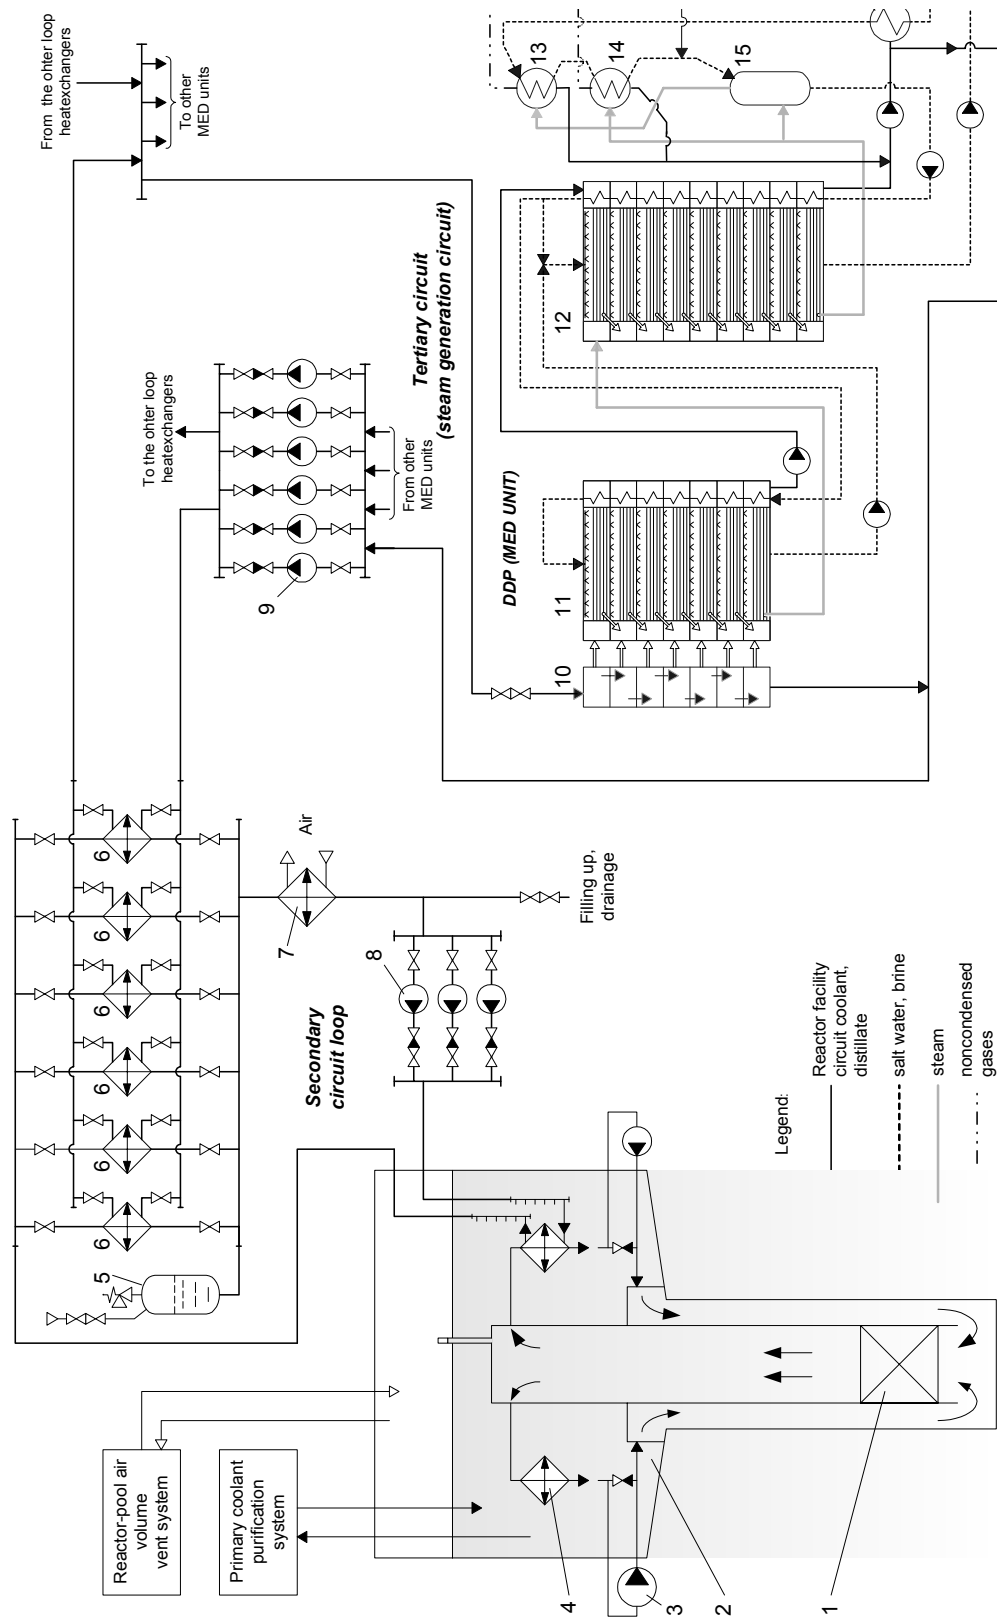 From the ohter loop
heatexchangers
To other
MED units
13
14
15
Tertiary circuit
(steam generation circuit)
To the ohter loop
heatexchangers
9
From other
MED units
12
DDP (MED UNIT)
11
10
6
6
6
6
6
6
Air
7
8
Filling up,
drainage
Secondary
circuit loop
5
Reactor-pool air
volume
vent system
Primary coolant
purification
system
4
3
2
1
Legend:
Reactor facility
circuit coolant,
distillate
salt water, brine
steam
noncondensed
gases